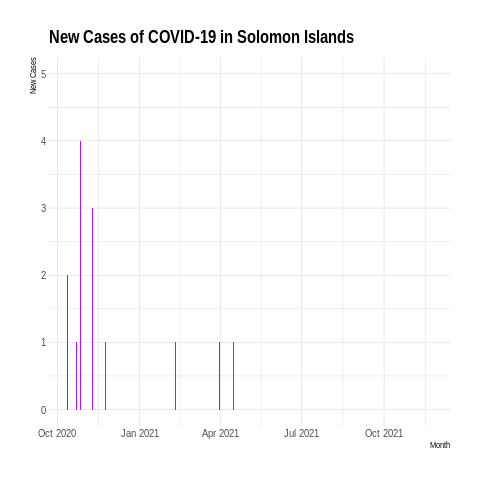 New Cases of COVID-19 in Solomon Islands
New Cases
5
4
3
2
1
0
Oct 2020 Jan 2021 Apr 2021 Jul 2021 Oct 2021
Month